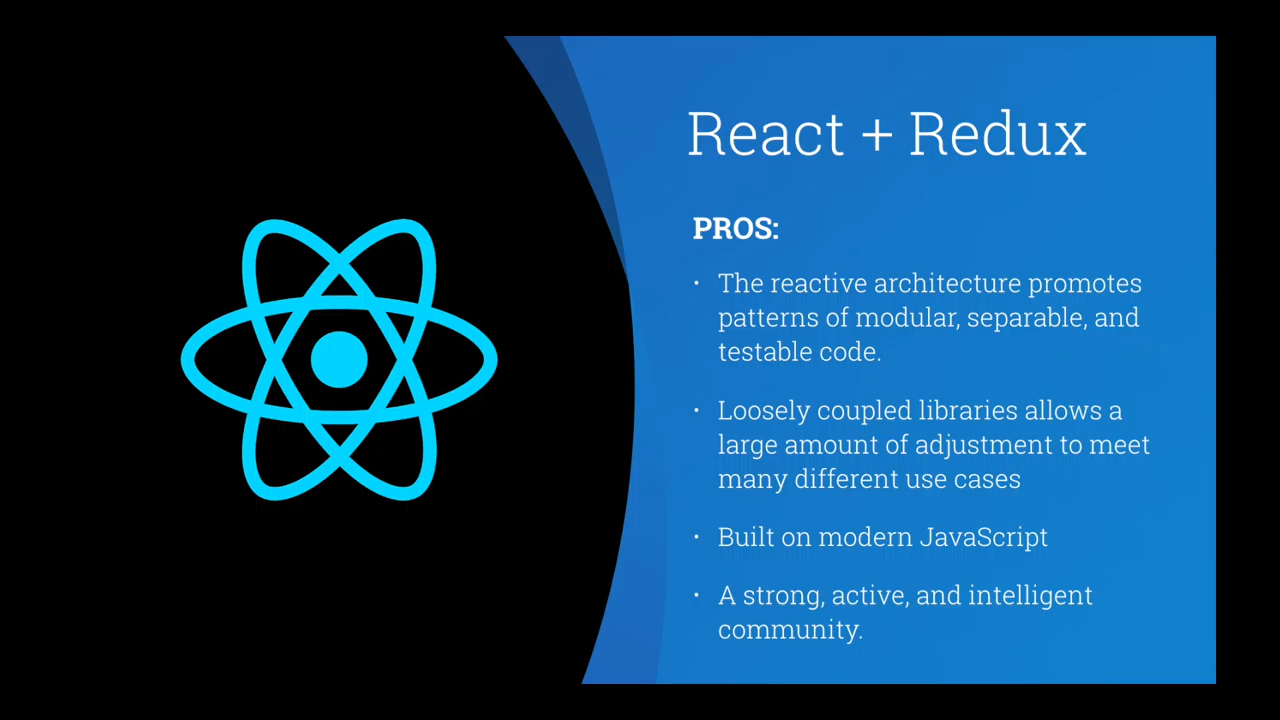 React + Redux
PROS:
• The reactive architecture promotes
patterns of modular, separable, and
testable code.
• Loosely coupled libraries allows a
large amount of adjustment to meet
many different use cases
• Built on modern JavaScript
• A strong, active, and intelligent
community.